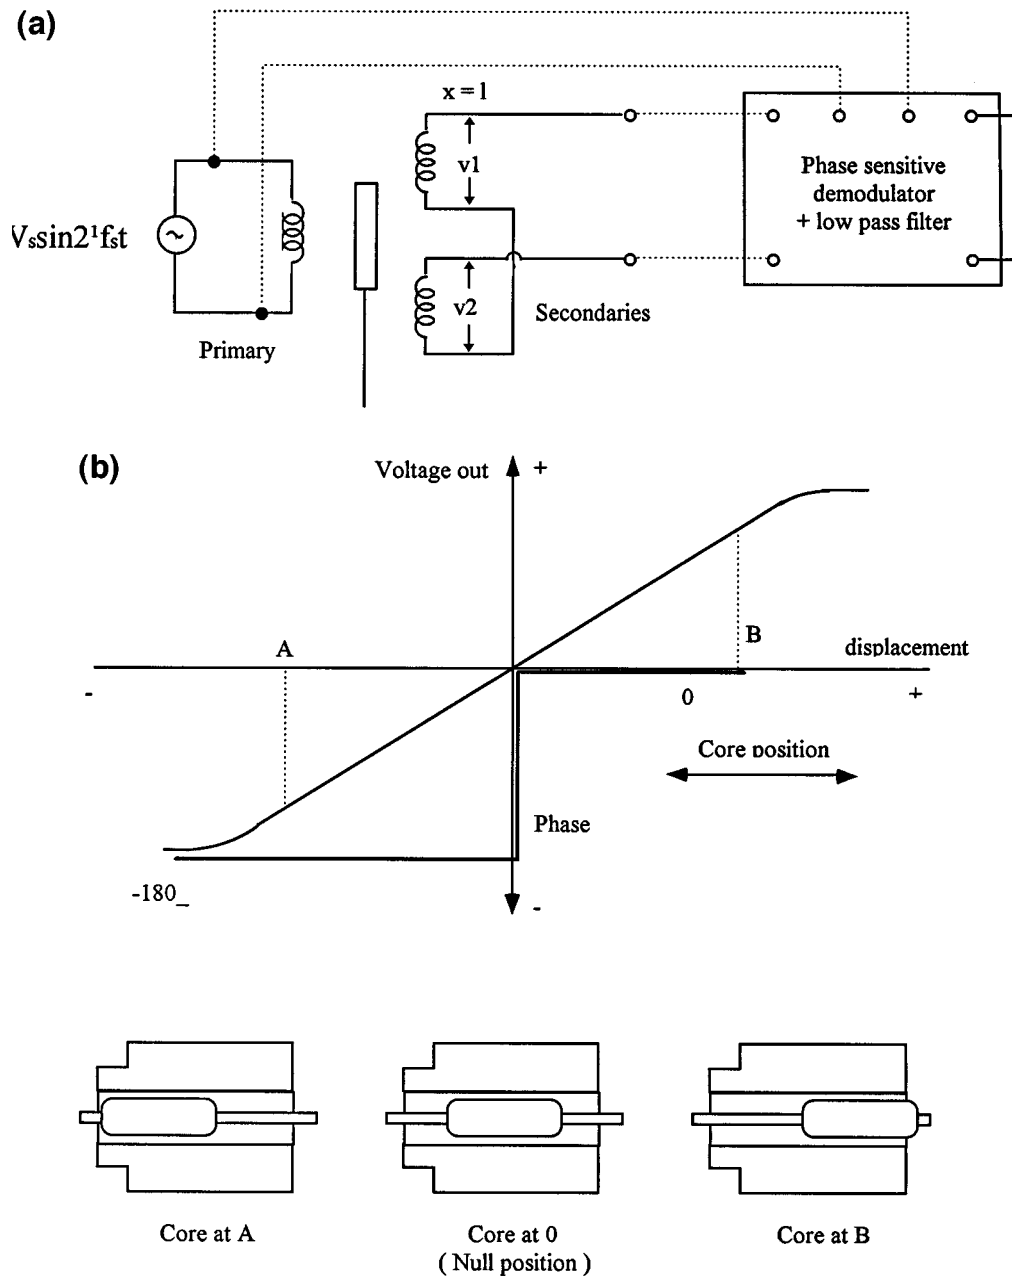 (a)
x = l
v1
Phase sensitive
demodulator
+ low pass filter
Vₛsin2¹fₛt
v2
Secondaries
Primary
(b)
Voltage out
+
A
B
displacement
-
0
+
Core position
Phase
-180_
-
Core at A
Core at 0
( Null position )
Core at B